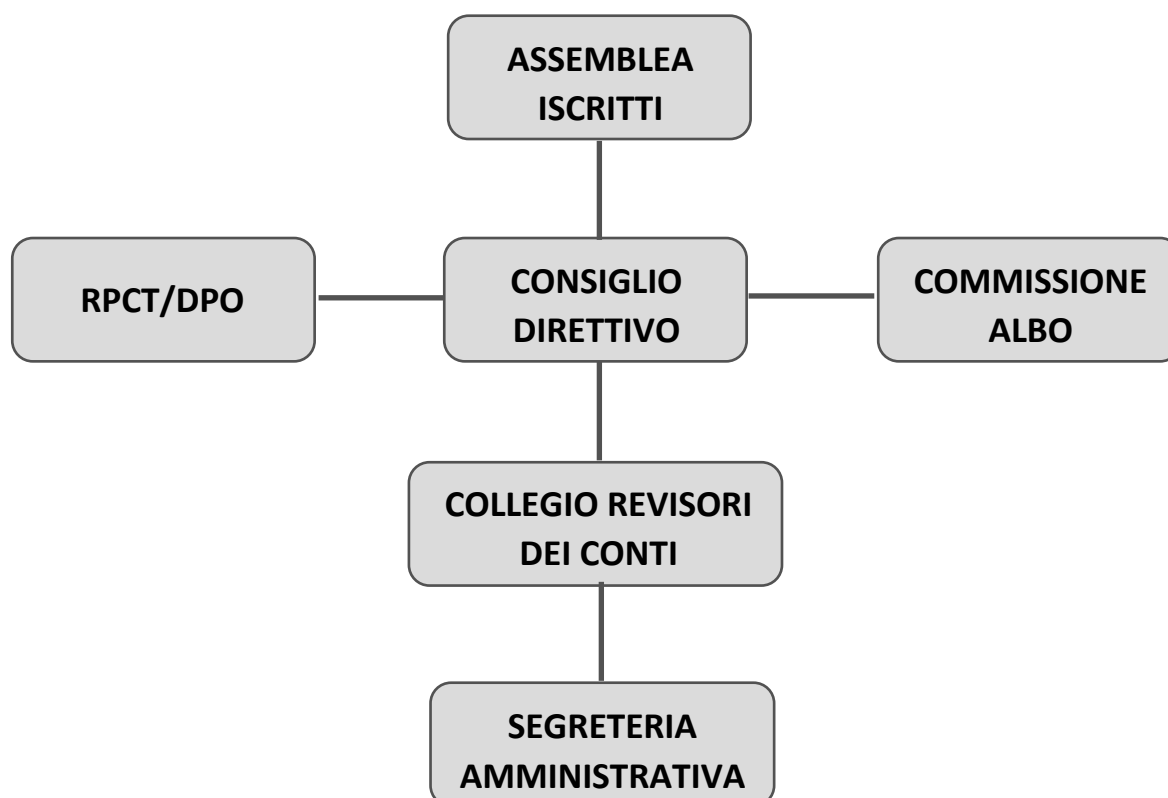 ASSEMBLEA
ISCRITTI
RPCT/DPO
CONSIGLIO
DIRETTIVO
COMMISSIONE
ALBO
COLLEGIO REVISORI
DEI CONTI
SEGRETERIA
AMMINISTRATIVA